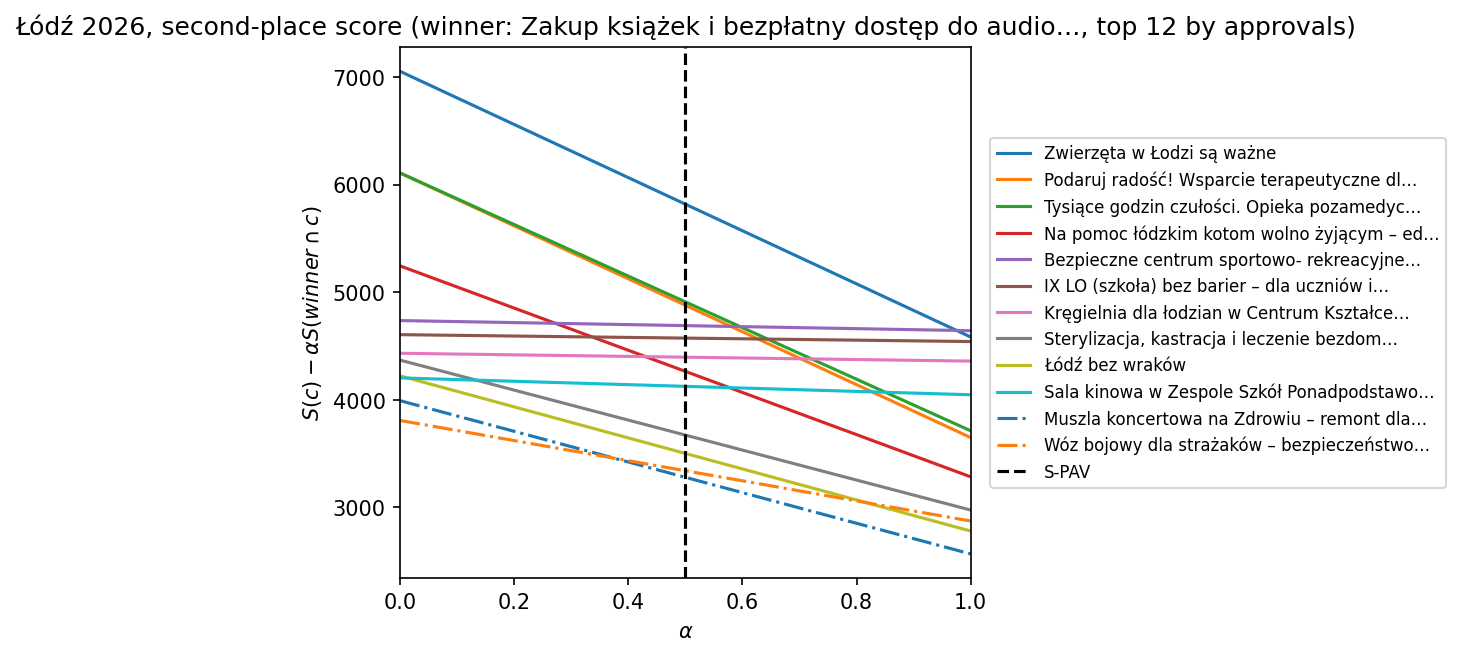 Łódź 2026, second-place score (winner: Zakup książek i bezpłatny dostęp do audio..., top 12 by approvals)
7000
6000
5000
4000
3000
S(c) − αS(winner ∩ c)
0.0 0.2 0.4 0.6 0.8 1.0
α
Zwierzęta w Łodzi są ważne
Podaruj radość! Wsparcie terapeutyczne dl...
Tysiące godzin czułości. Opieka pozamedyc...
Na pomoc łódzkim kotom wolno żyjącym – ed...
Bezpieczne centrum sportowo- rekreacyjne...
IX LO (szkoła) bez barier – dla uczniów i...
Kręgielnia dla łodzian w Centrum Kształce...
Sterylizacja, kastracja i leczenie bezdom...
Łódź bez wraków
Sala kinowa w Zespole Szkół Ponadpodstawo...
Muszla koncertowa na Zdrowiu – remont dla...
Wóz bojowy dla strażaków – bezpieczeństwo...
S-PAV